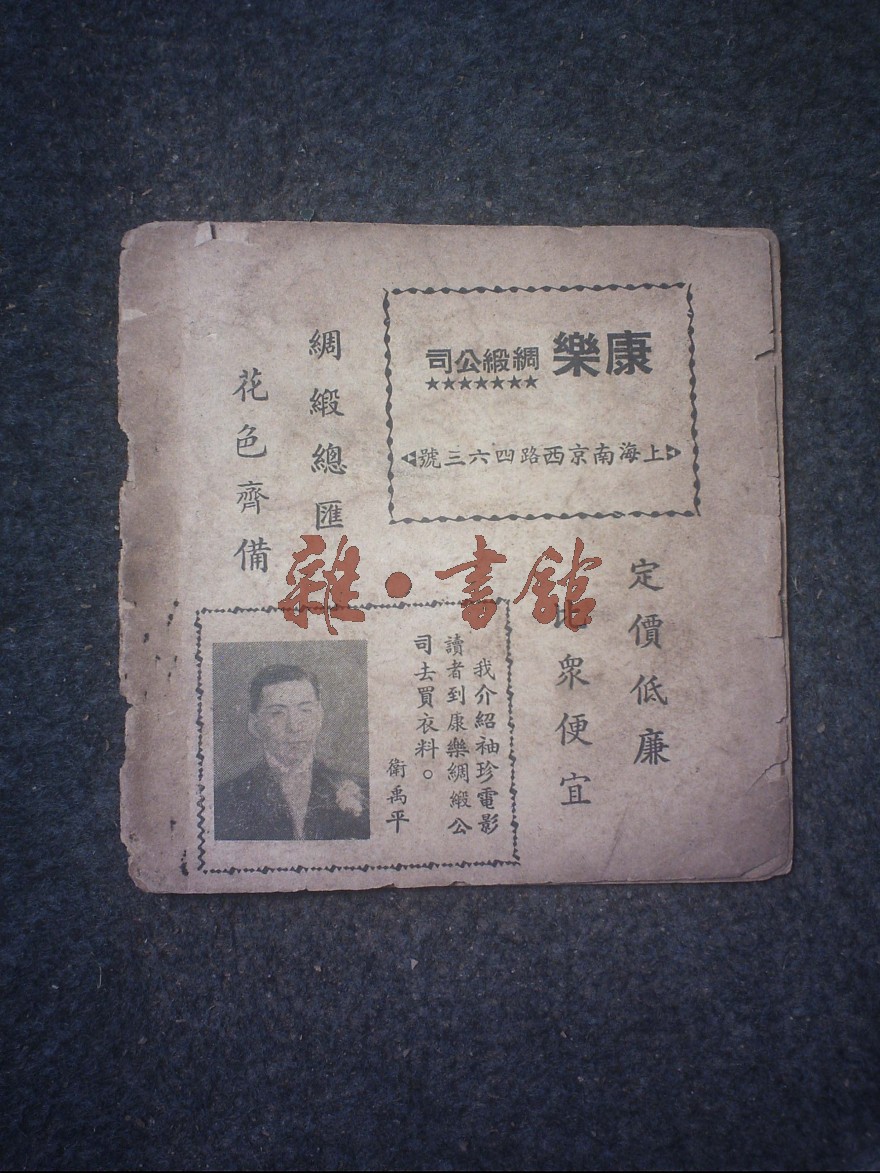 康樂綢緞公司
★★★★★★★
上海南京西路四六三號
定價低廉
比衆便宜
綢緞總匯
花色齊備
我介紹袖珍電影
讀者到康樂綢緞公
司去買衣料。
衛禹平
雜·書館